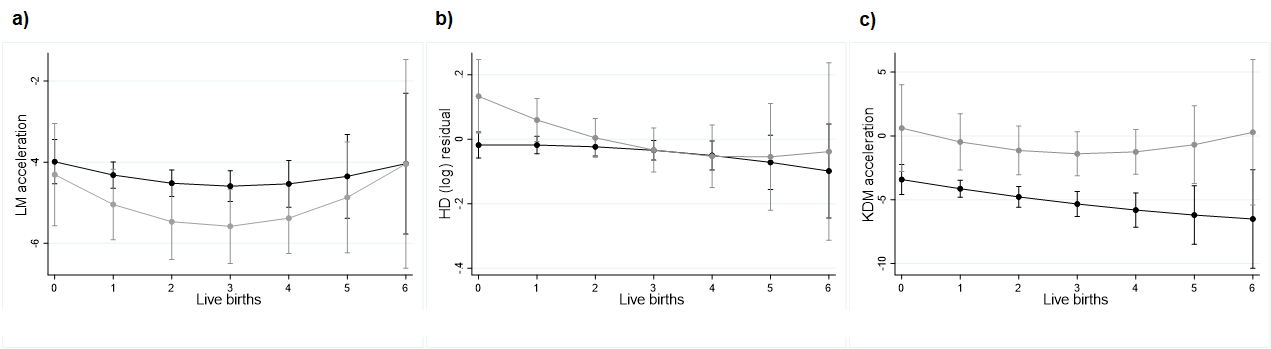 a)
b)
c)
LM acceleration
-2
-4
-6
0 1 2 3 4 5 6
Live births
HD (log) residual
.2
0
-.2
-.4
0 1 2 3 4 5 6
Live births
KDM acceleration
5
0
-5
-10
0 1 2 3 4 5 6
Live births